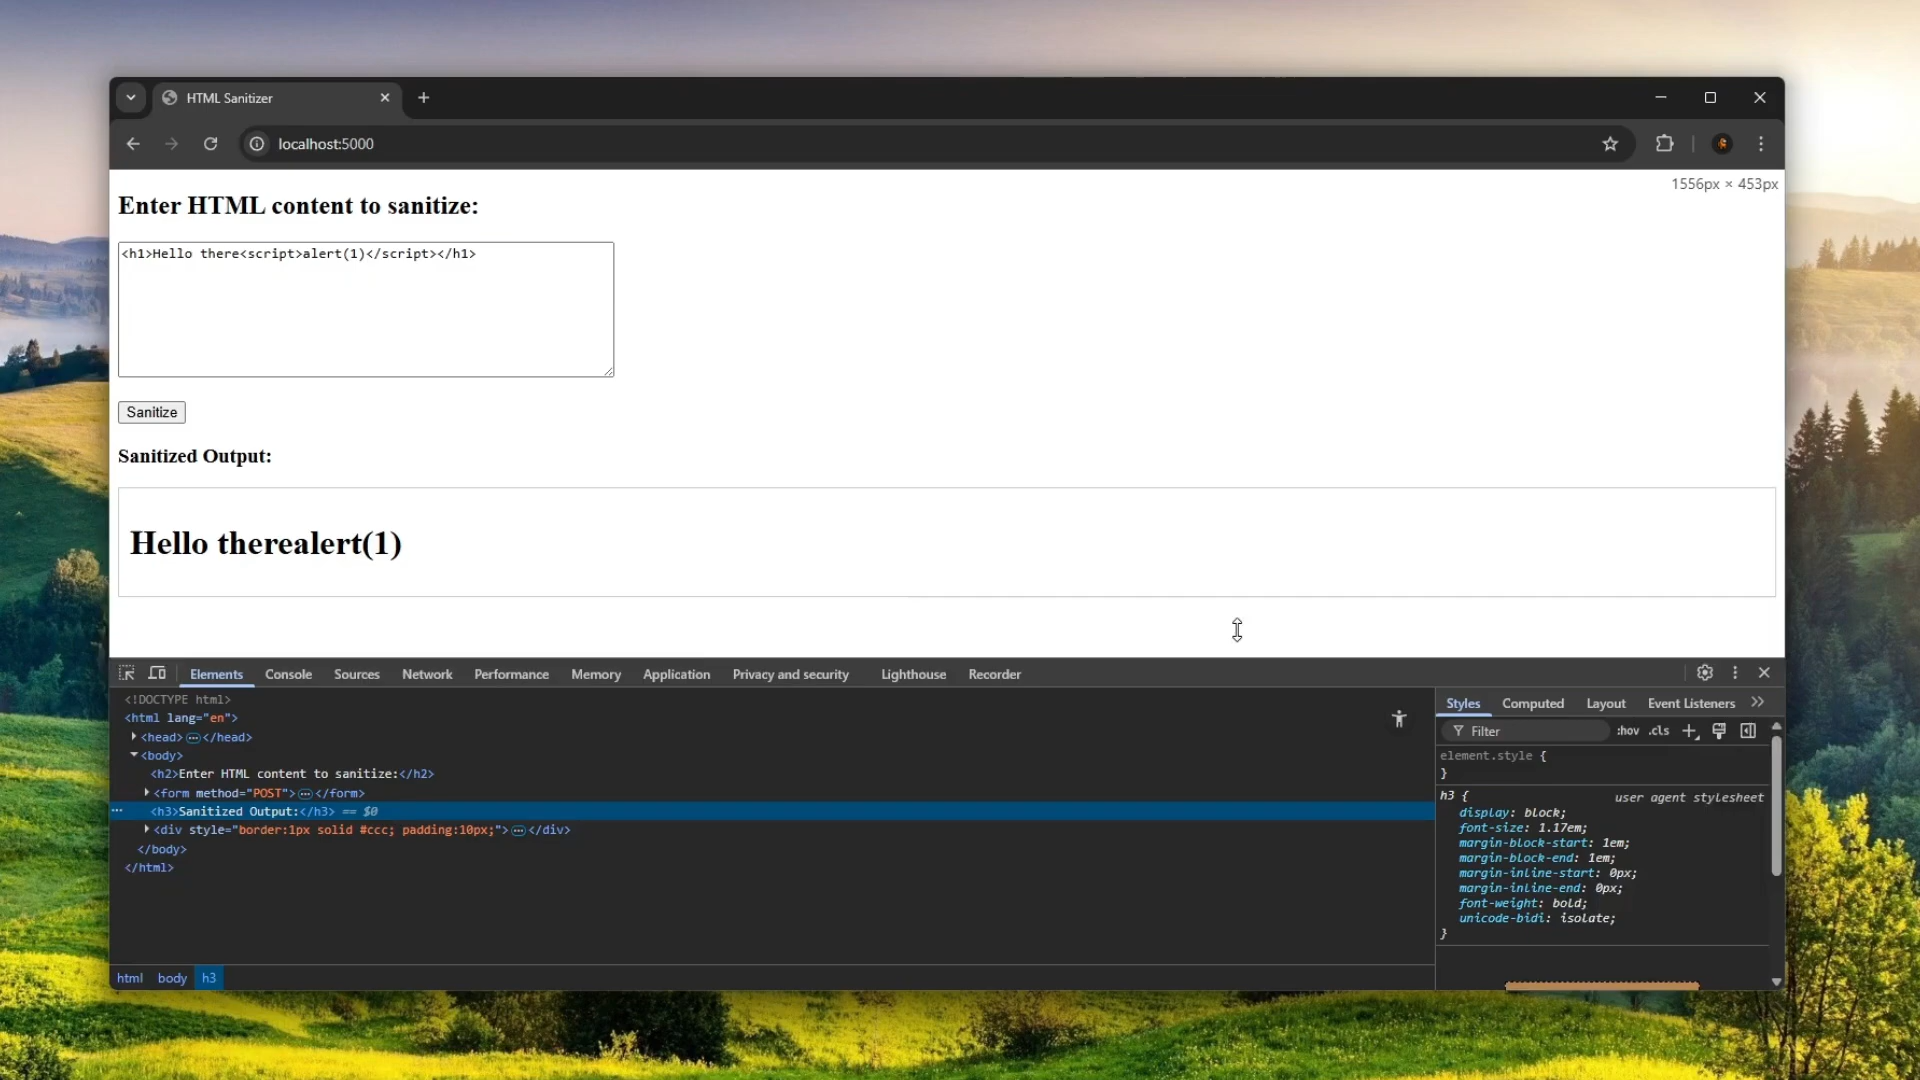 HTML Sanitizer
localhost:5000
1556px × 453px
Enter HTML content to sanitize:
<h1>Hello there<script>alert(1)</script></h1>
Sanitize
Sanitized Output:
Hello therealert(1)
Elements Console Sources Network Performance Memory Application Privacy and security Lighthouse Recorder
<!DOCTYPE html>
<html lang="en">
<head>…</head>
<body>
<h2>Enter HTML content to sanitize:</h2>
<form method="POST">…</form>
<h3>Sanitized Output:</h3> == $0
<div style="border:1px solid #ccc; padding:10px;">…</div>
</body>
</html>
html body h3
Styles Computed Layout Event Listeners
Filter :hov .cls
element.style {
}
h3 { user agent stylesheet
display: block;
font-size: 1.17em;
margin-block-start: 1em;
margin-block-end: 1em;
margin-inline-start: 0px;
margin-inline-end: 0px;
font-weight: bold;
unicode-bidi: isolate;
}